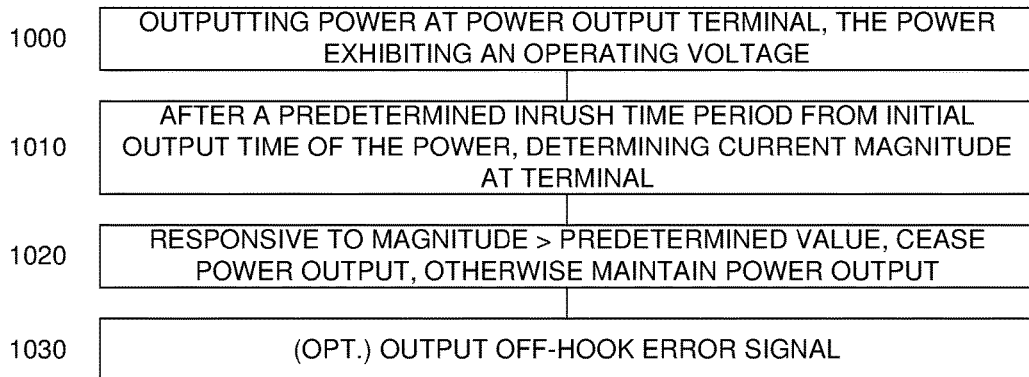 1000
OUTPUTTING POWER AT POWER OUTPUT TERMINAL, THE POWER
EXHIBITING AN OPERATING VOLTAGE
1010
AFTER A PREDETERMINED INRUSH TIME PERIOD FROM INITIAL
OUTPUT TIME OF THE POWER, DETERMINING CURRENT MAGNITUDE
AT TERMINAL
1020
RESPONSIVE TO MAGNITUDE > PREDETERMINED VALUE, CEASE
POWER OUTPUT, OTHERWISE MAINTAIN POWER OUTPUT
1030
(OPT.) OUTPUT OFF-HOOK ERROR SIGNAL